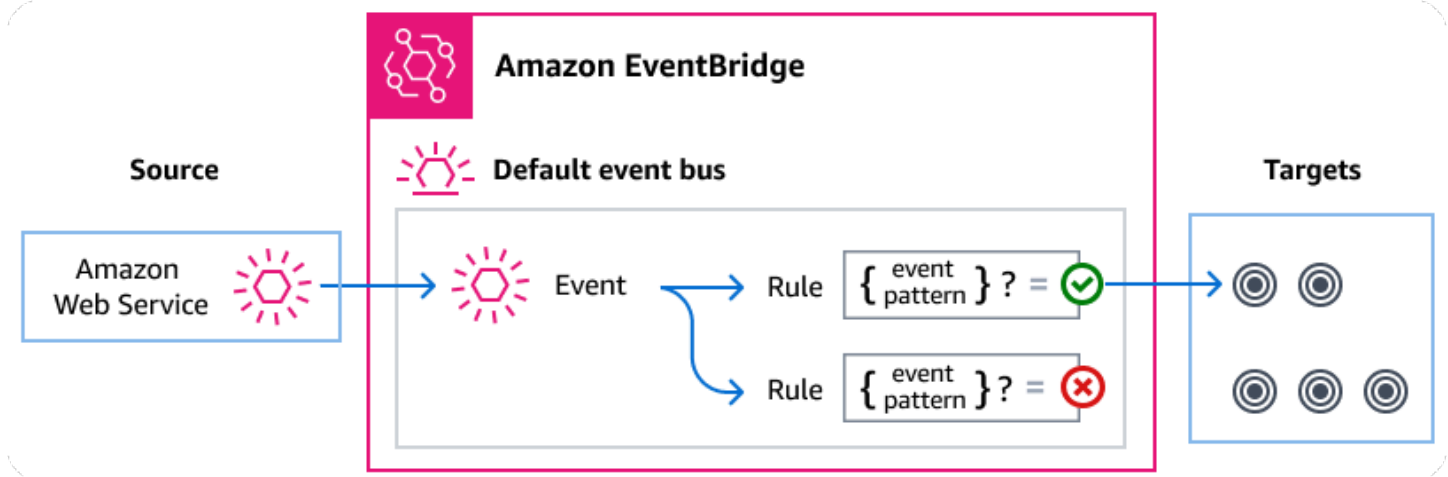 Amazon EventBridge
Source
Default event bus
Targets
Amazon
Web Service
Event
Rule
{ event
pattern } ? =
Rule
{ event
pattern } ? =